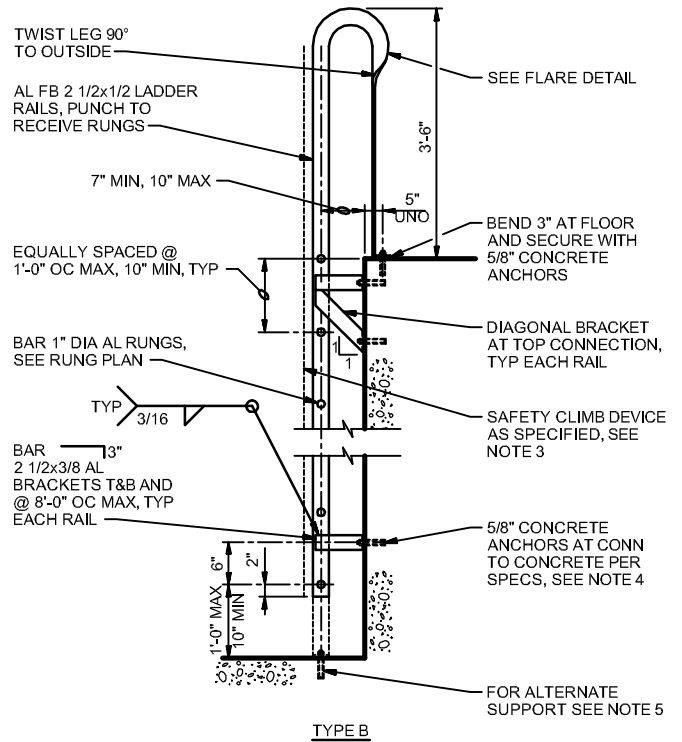 TWIST LEG 90°
TO OUTSIDE
SEE FLARE DETAIL
AL FB 2 1/2x1/2 LADDER
RAILS, PUNCH TO
RECEIVE RUNGS
3'-6"
7" MIN, 10" MAX
5"
UNO
BEND 3" AT FLOOR
AND SECURE WITH
5/8" CONCRETE
ANCHORS
EQUALLY SPACED @
1'-0" OC MAX, 10" MIN, TYP
DIAGONAL BRACKET
AT TOP CONNECTION,
TYP EACH RAIL
1
1
BAR 1" DIA AL RUNGS,
SEE RUNG PLAN
TYP
3/16
SAFETY CLIMB DEVICE
AS SPECIFIED, SEE
NOTE 3
BAR 3"
2 1/2x3/8 AL
BRACKETS T&B AND
@ 8'-0" OC MAX, TYP
EACH RAIL
5/8" CONCRETE
ANCHORS AT CONN
TO CONCRETE PER
SPECS, SEE NOTE 4
6"
2"
1'-0" MAX
10" MIN
FOR ALTERNATE
SUPPORT SEE NOTE 5
TYPE B